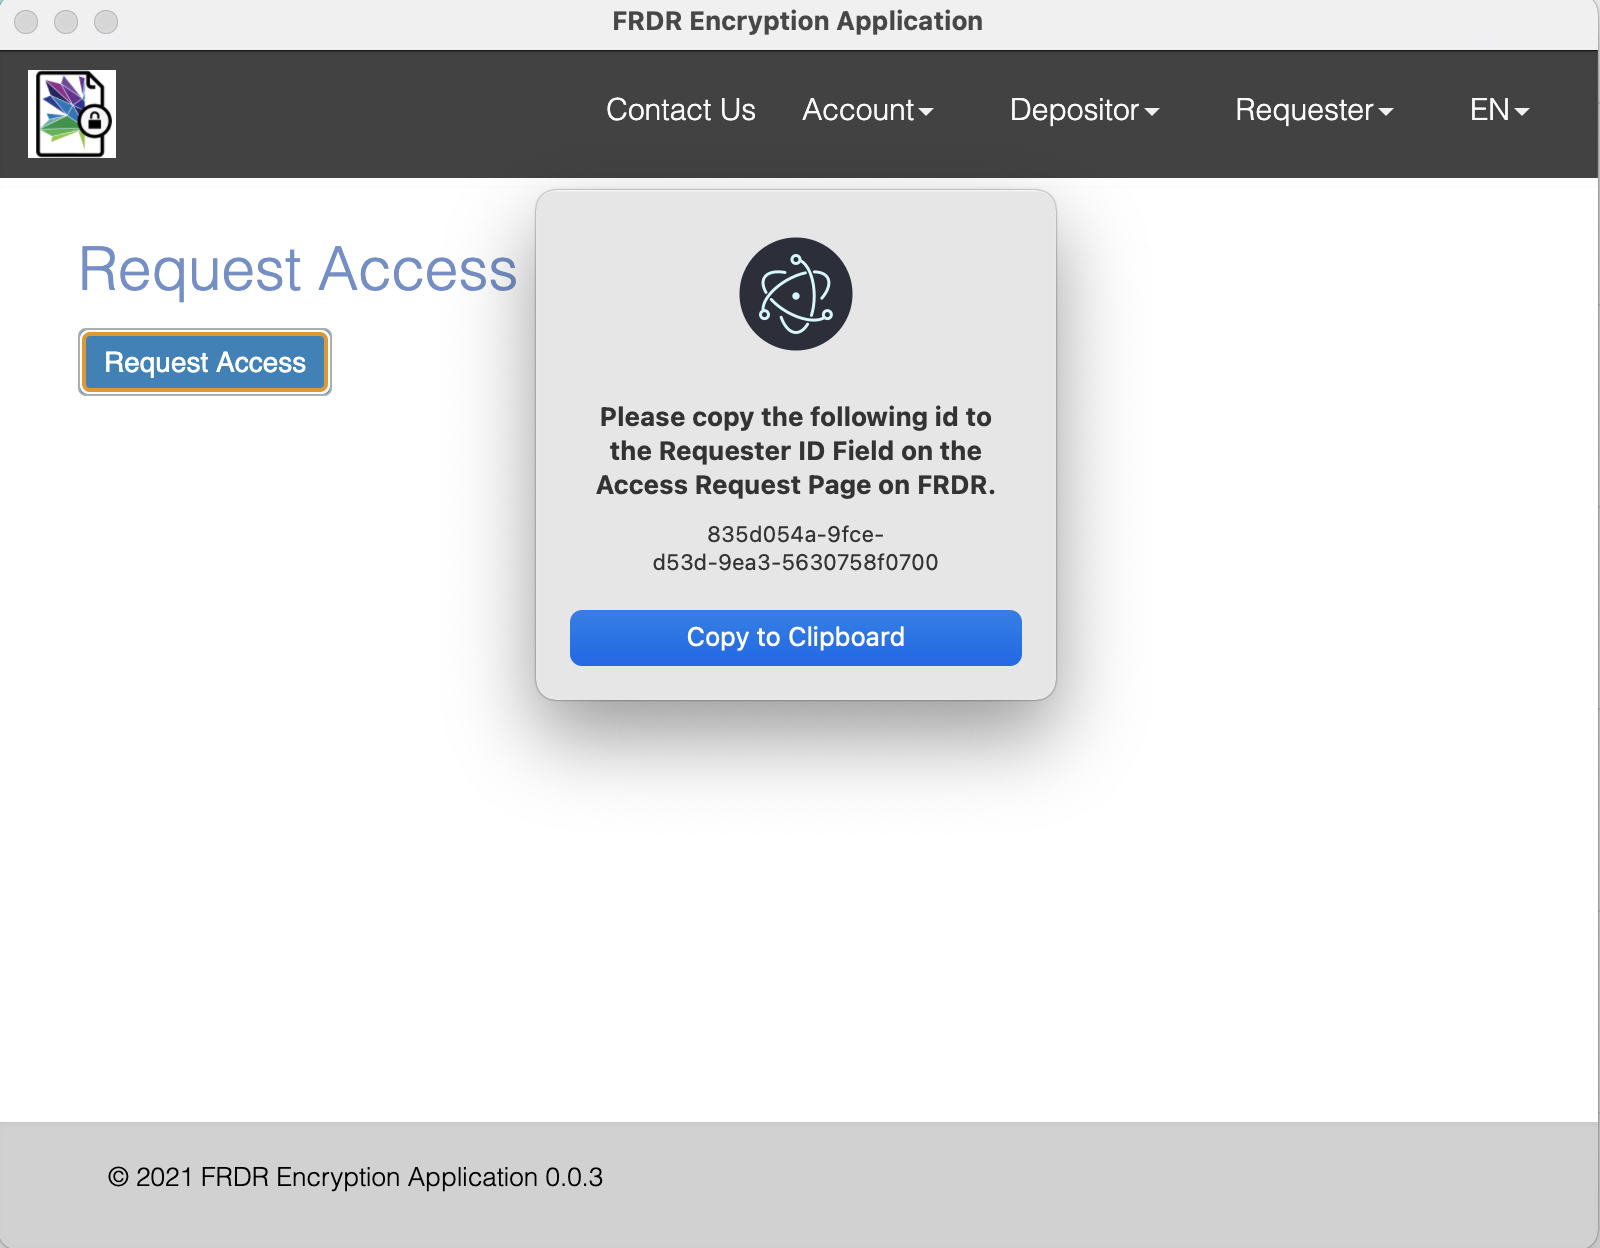 FRDR Encryption Application
Contact Us Account Depositor Requester EN
Request Access
Request Access
Please copy the following id to
the Requester ID Field on the
Access Request Page on FRDR.
835d054a-9fce-
d53d-9ea3-5630758f0700
Copy to Clipboard
© 2021 FRDR Encryption Application 0.0.3